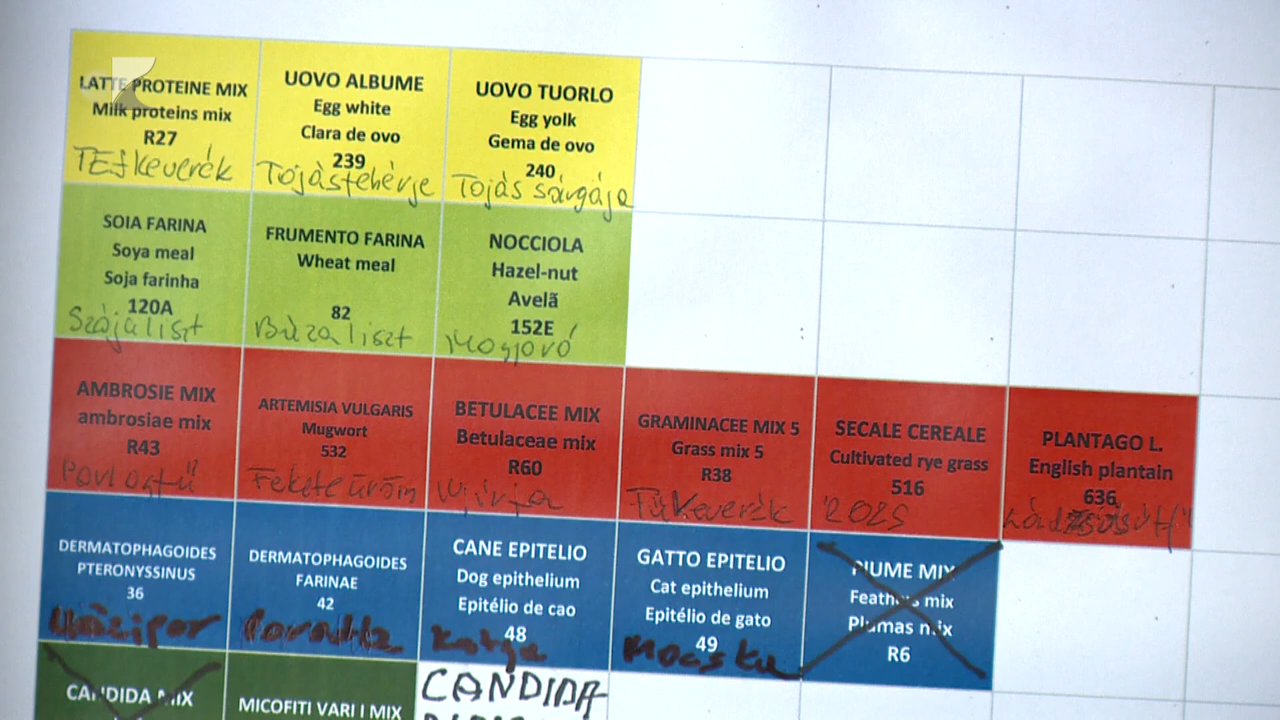 LATTE PROTEINE MIX
Milk proteins mix
R27
TEJkeverék
UOVO ALBUME
Egg white
Clara de ovo
239
Tojásfehérje
UOVO TUORLO
Egg yolk
Gema de ovo
240
Tojás sárgája
SOIA FARINA
Soya meal
Soja farinha
120A
Szójaliszt
FRUMENTO FARINA
Wheat meal
82
Búzaliszt
NOCCIOLA
Hazel-nut
Avelã
152E
Mogyoró
AMBROSIE MIX
ambrosiae mix
R43
ARTEMISIA VULGARIS
Mugwort
532
Fekete üröm
BETULACEE MIX
Betulaceae mix
R60
GRAMINACEE MIX 5
Grass mix 5
R38
Fűkeverék
SECALE CEREALE
Cultivated rye grass
516
PLANTAGO L.
English plantain
636
DERMATOPHAGOIDES
PTERONYSSINUS
36
DERMATOPHAGOIDES
FARINAE
42
CANE EPITELIO
Dog epithelium
Epitélio de cao
48
kutya
GATTO EPITELIO
Cat epithelium
Epitélio de gato
49
Macska
PIUME MIX
Feathers mix
Plumas mix
R6
CANDIDA MIX
MICOFITI VARI I MIX
CANDIDA